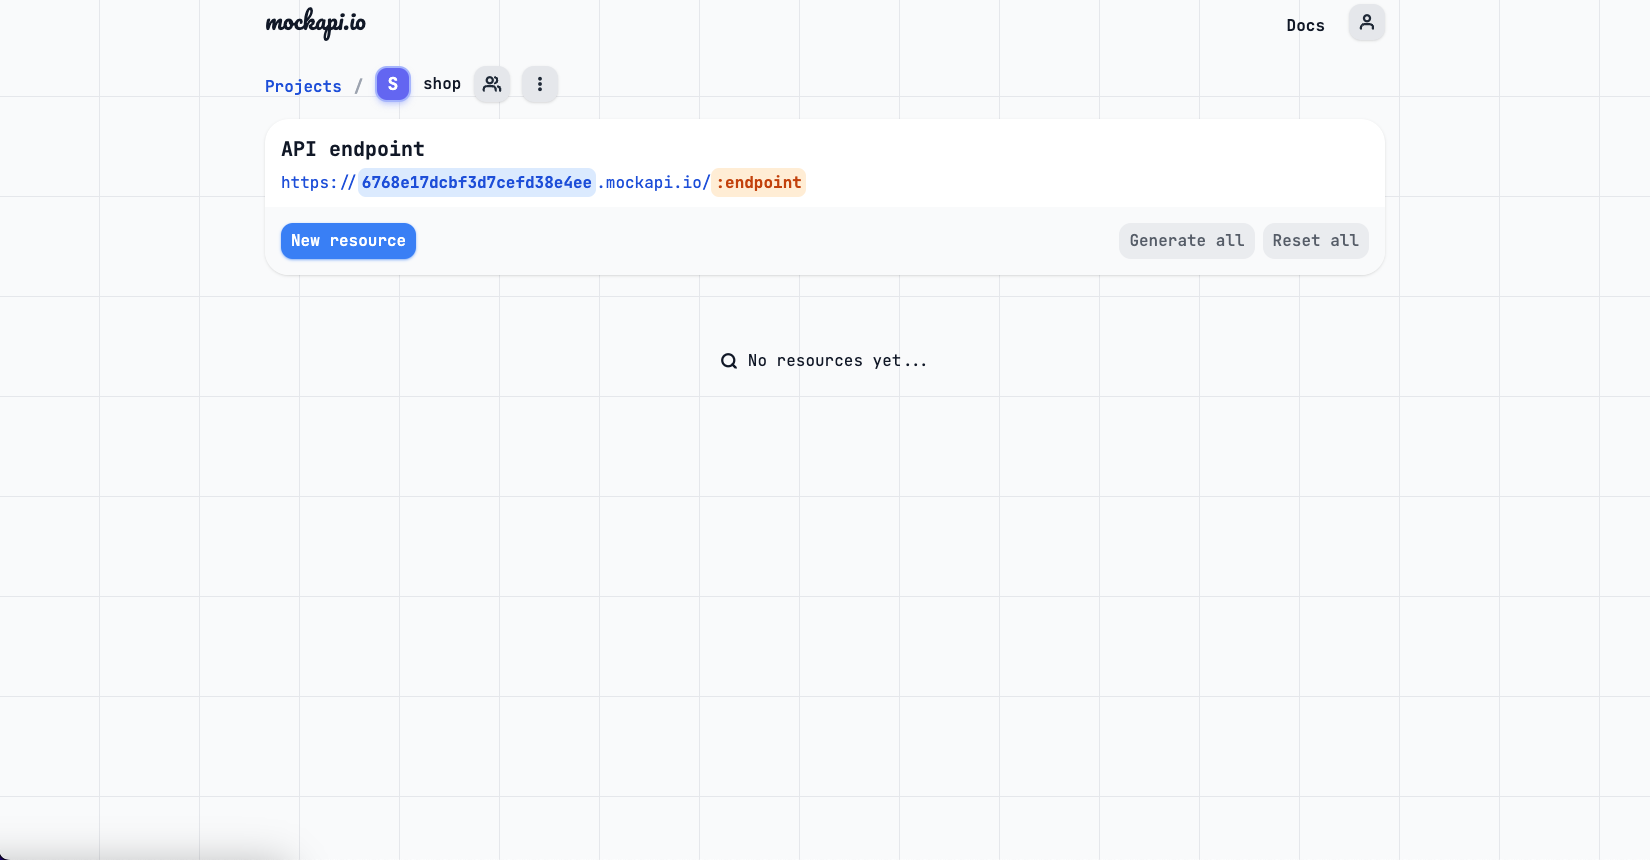 mockapi.io
Docs
Projects / S shop
API endpoint
https://6768e17dcbf3d7cefd38e4ee.mockapi.io/:endpoint
New resource
Generate all
Reset all
No resources yet...